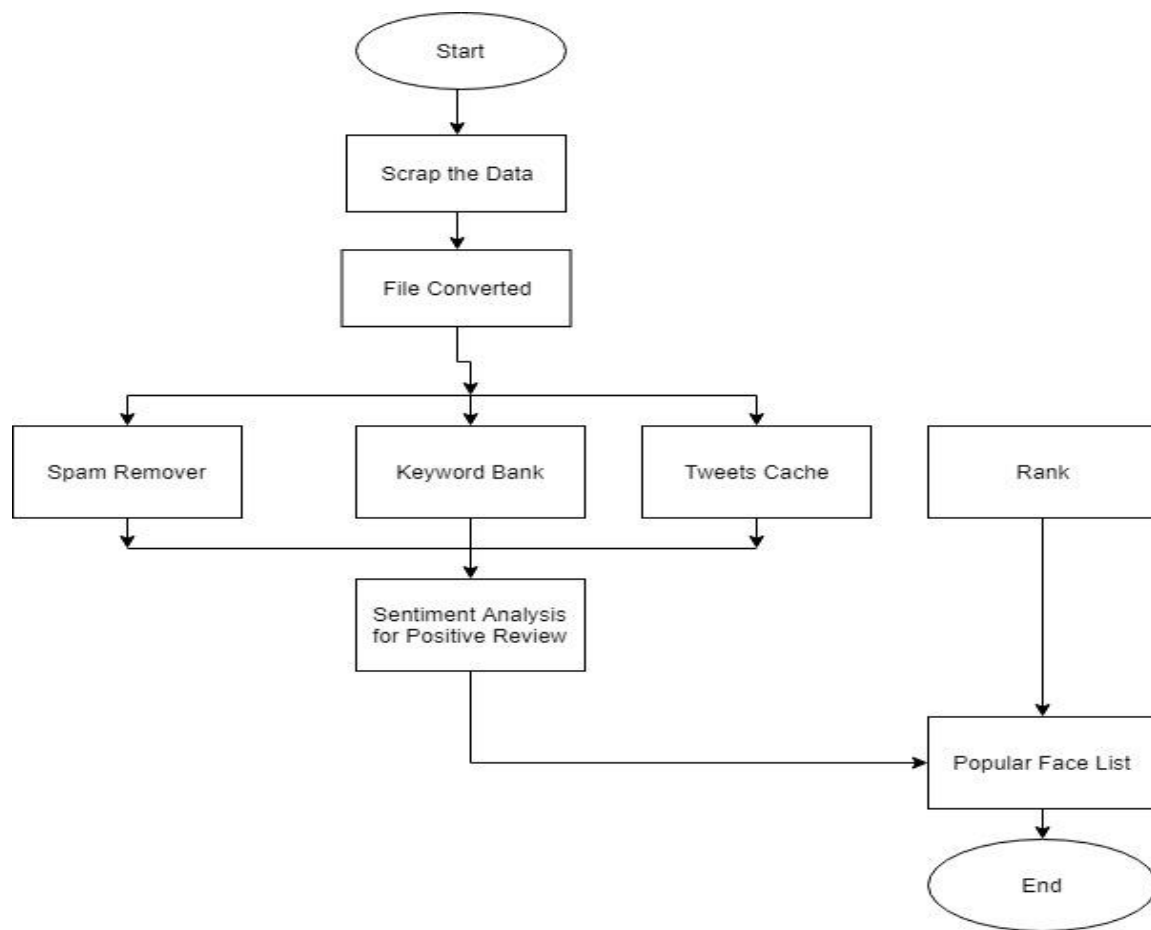 Start
Scrap the Data
File Converted
Spam Remover
Keyword Bank
Tweets Cache
Rank
Sentiment Analysis
for Positive Review
Popular Face List
End